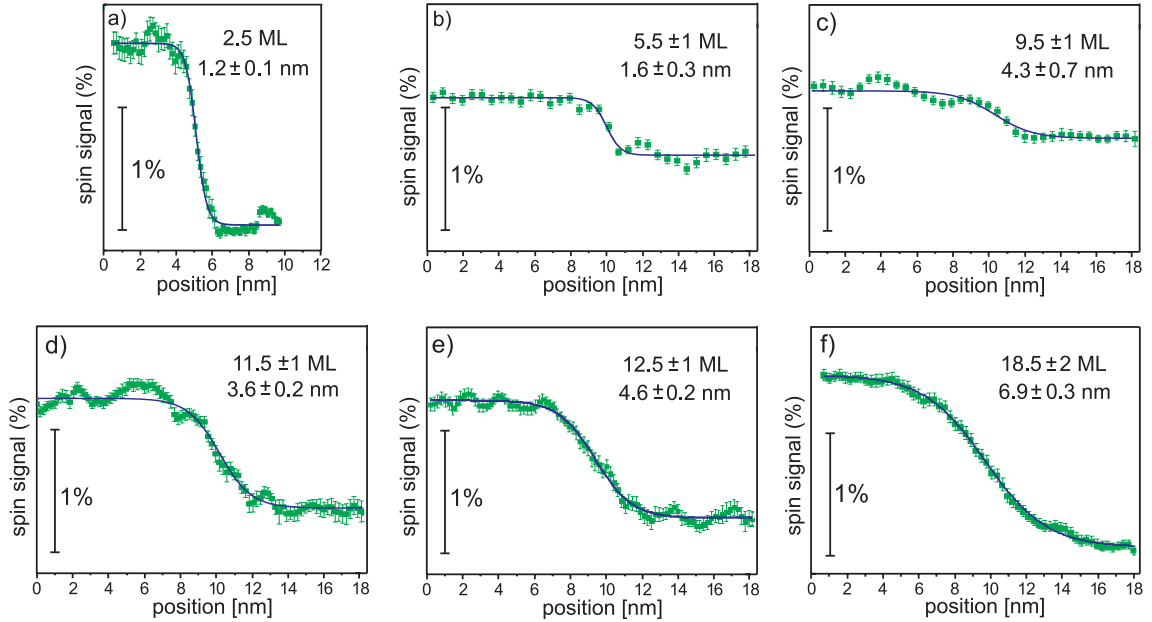 a)
2.5 ML
1.2±0.1 nm
spin signal (%)
1%
0 2 4 6 8 10 12
position [nm]
b)
5.5 ±1 ML
1.6±0.3 nm
spin signal (%)
1%
0 2 4 6 8 10 12 14 16 18
position [nm]
c)
9.5±1 ML
4.3±0.7 nm
spin signal (%)
1%
0 2 4 6 8 10 12 14 16 18
position [nm]
d)
11.5 ±1 ML
3.6±0.2 nm
spin signal (%)
1%
0 2 4 6 8 10 12 14 16 18
position [nm]
e)
12.5 ±1 ML
4.6±0.2 nm
spin signal (%)
1%
0 2 4 6 8 10 12 14 16 18
position [nm]
f)
18.5 ±2 ML
6.9±0.3 nm
spin signal (%)
1%
0 2 4 6 8 10 12 14 16 18
position [nm]